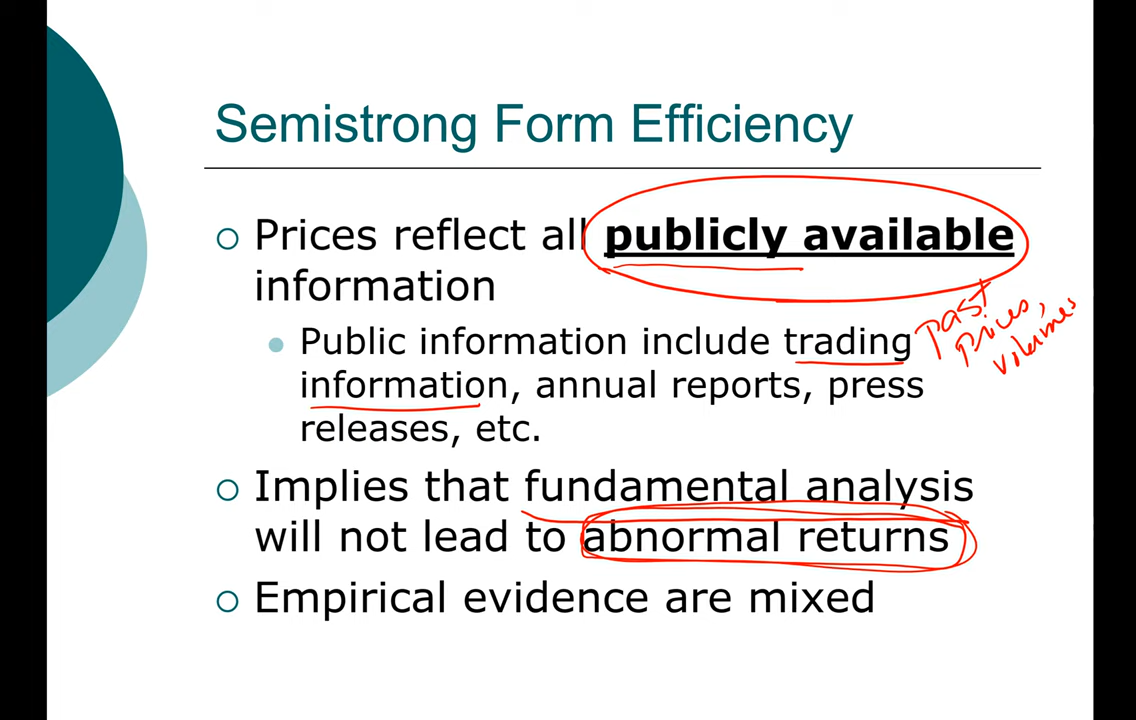 Semistrong Form Efficiency
Prices reflect all publicly available
information
past
prices,
volumes
Public information include trading
information, annual reports, press
releases, etc.
Implies that fundamental analysis
will not lead to abnormal returns
Empirical evidence are mixed